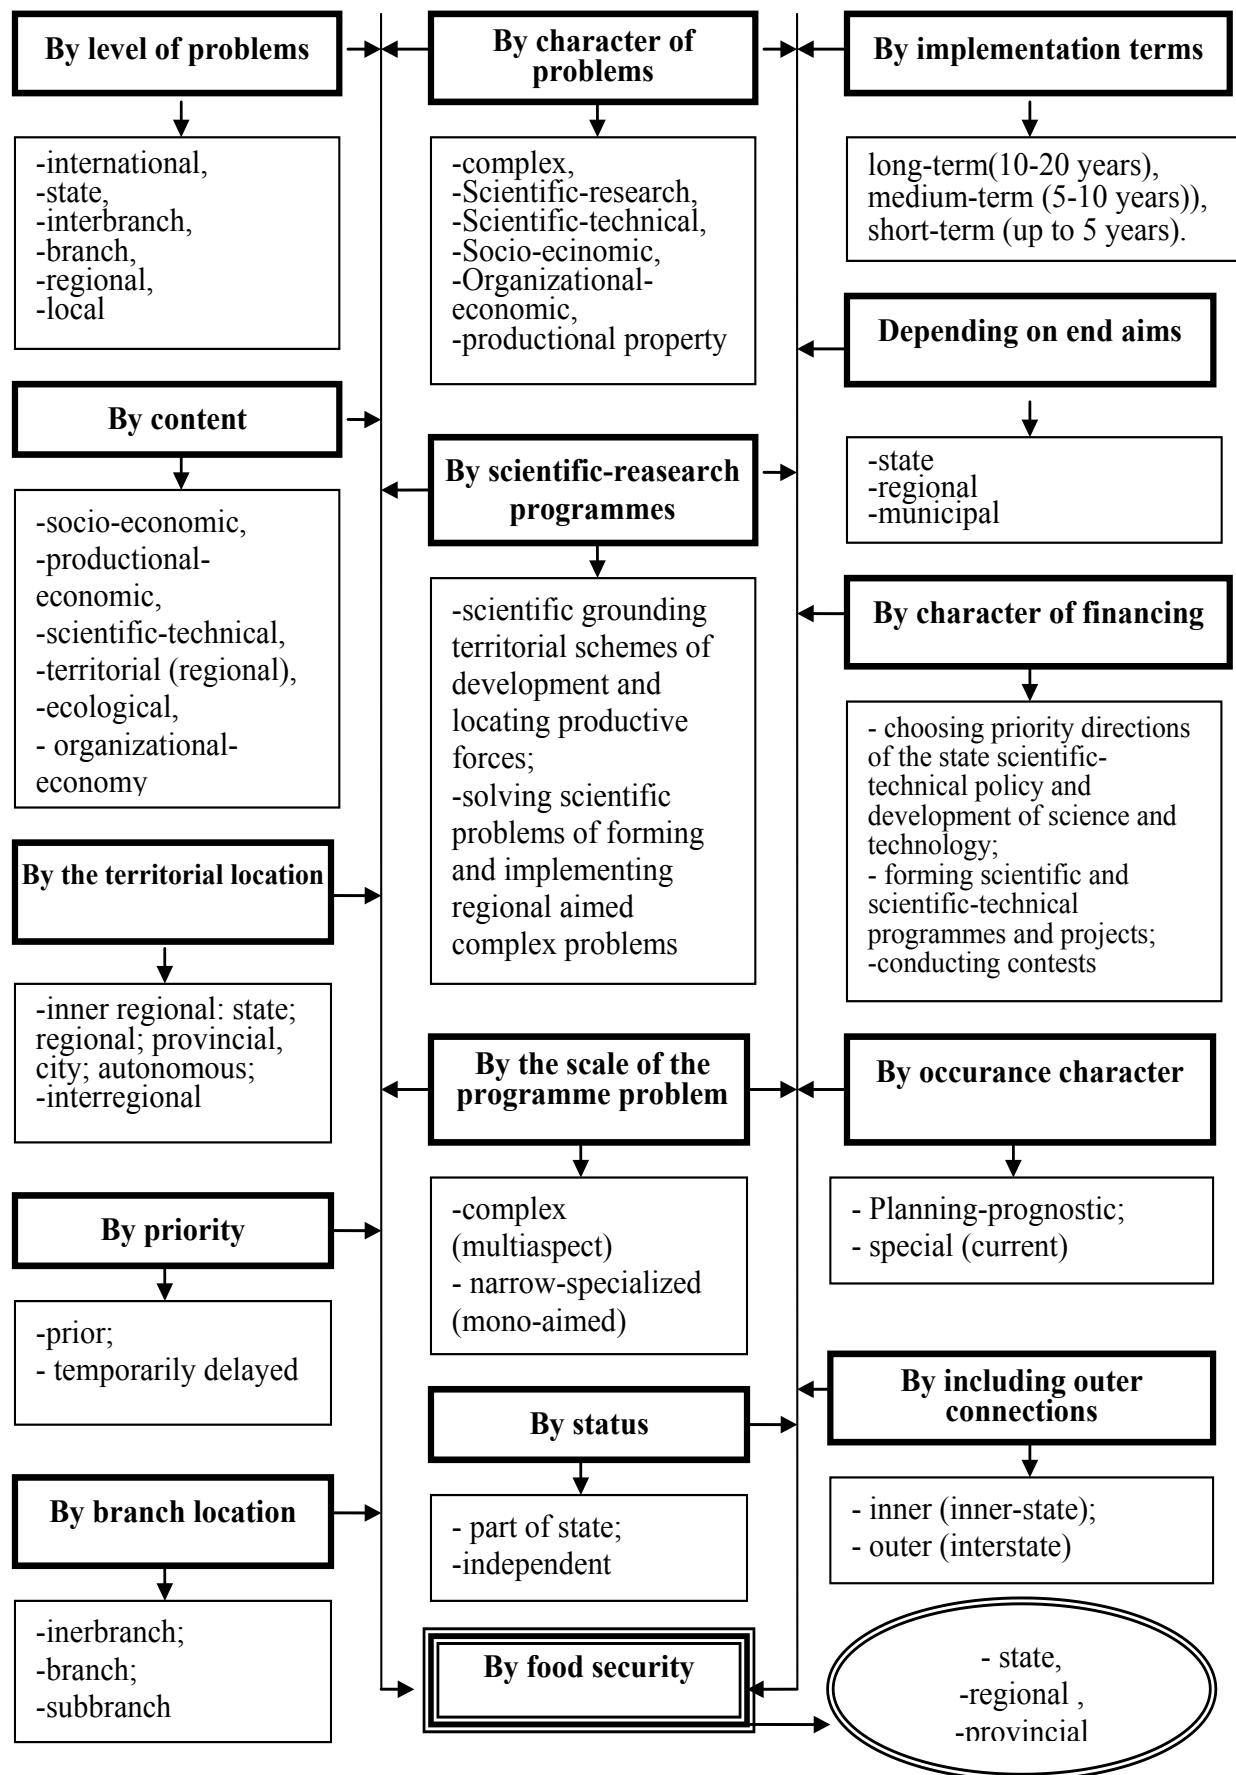 By level of problems
-international,
-state,
-interbranch,
-branch,
-regional,
-local
By content
-socio-economic,
-productional-
economic,
-scientific-technical,
-territorial (regional),
-ecological,
- organizational-
economy
By the territorial location
-inner regional: state;
regional; provincial,
city; autonomous;
-interregional
By priority
-prior;
- temporarily delayed
By branch location
-inerbranch;
-branch;
-subbranch
By character of
problems
-complex,
-Scientific-research,
-Scientific-technical,
-Socio-ecinomic,
-Organizational-
economic,
-productional property
By scientific-reasearch
programmes
-scientific grounding
territorial schemes of
development and
locating productive
forces;
-solving scientific
problems of forming
and implementing
regional aimed
complex problems
By the scale of the
programme problem
-complex
(multiaspect)
- narrow-specialized
(mono-aimed)
By status
- part of state;
-independent
By food security
By implementation terms
long-term(10-20 years),
medium-term (5-10 years)),
short-term (up to 5 years).
Depending on end aims
-state
-regional
-municipal
By character of financing
- choosing priority directions
of the state scientific-
technical policy and
development of science and
technology;
- forming scientific and
scientific-technical
programmes and projects;
-conducting contests
By occurance character
- Planning-prognostic;
- special (current)
By including outer
connections
- inner (inner-state);
- outer (interstate)
- state,
-regional ,
-provincial